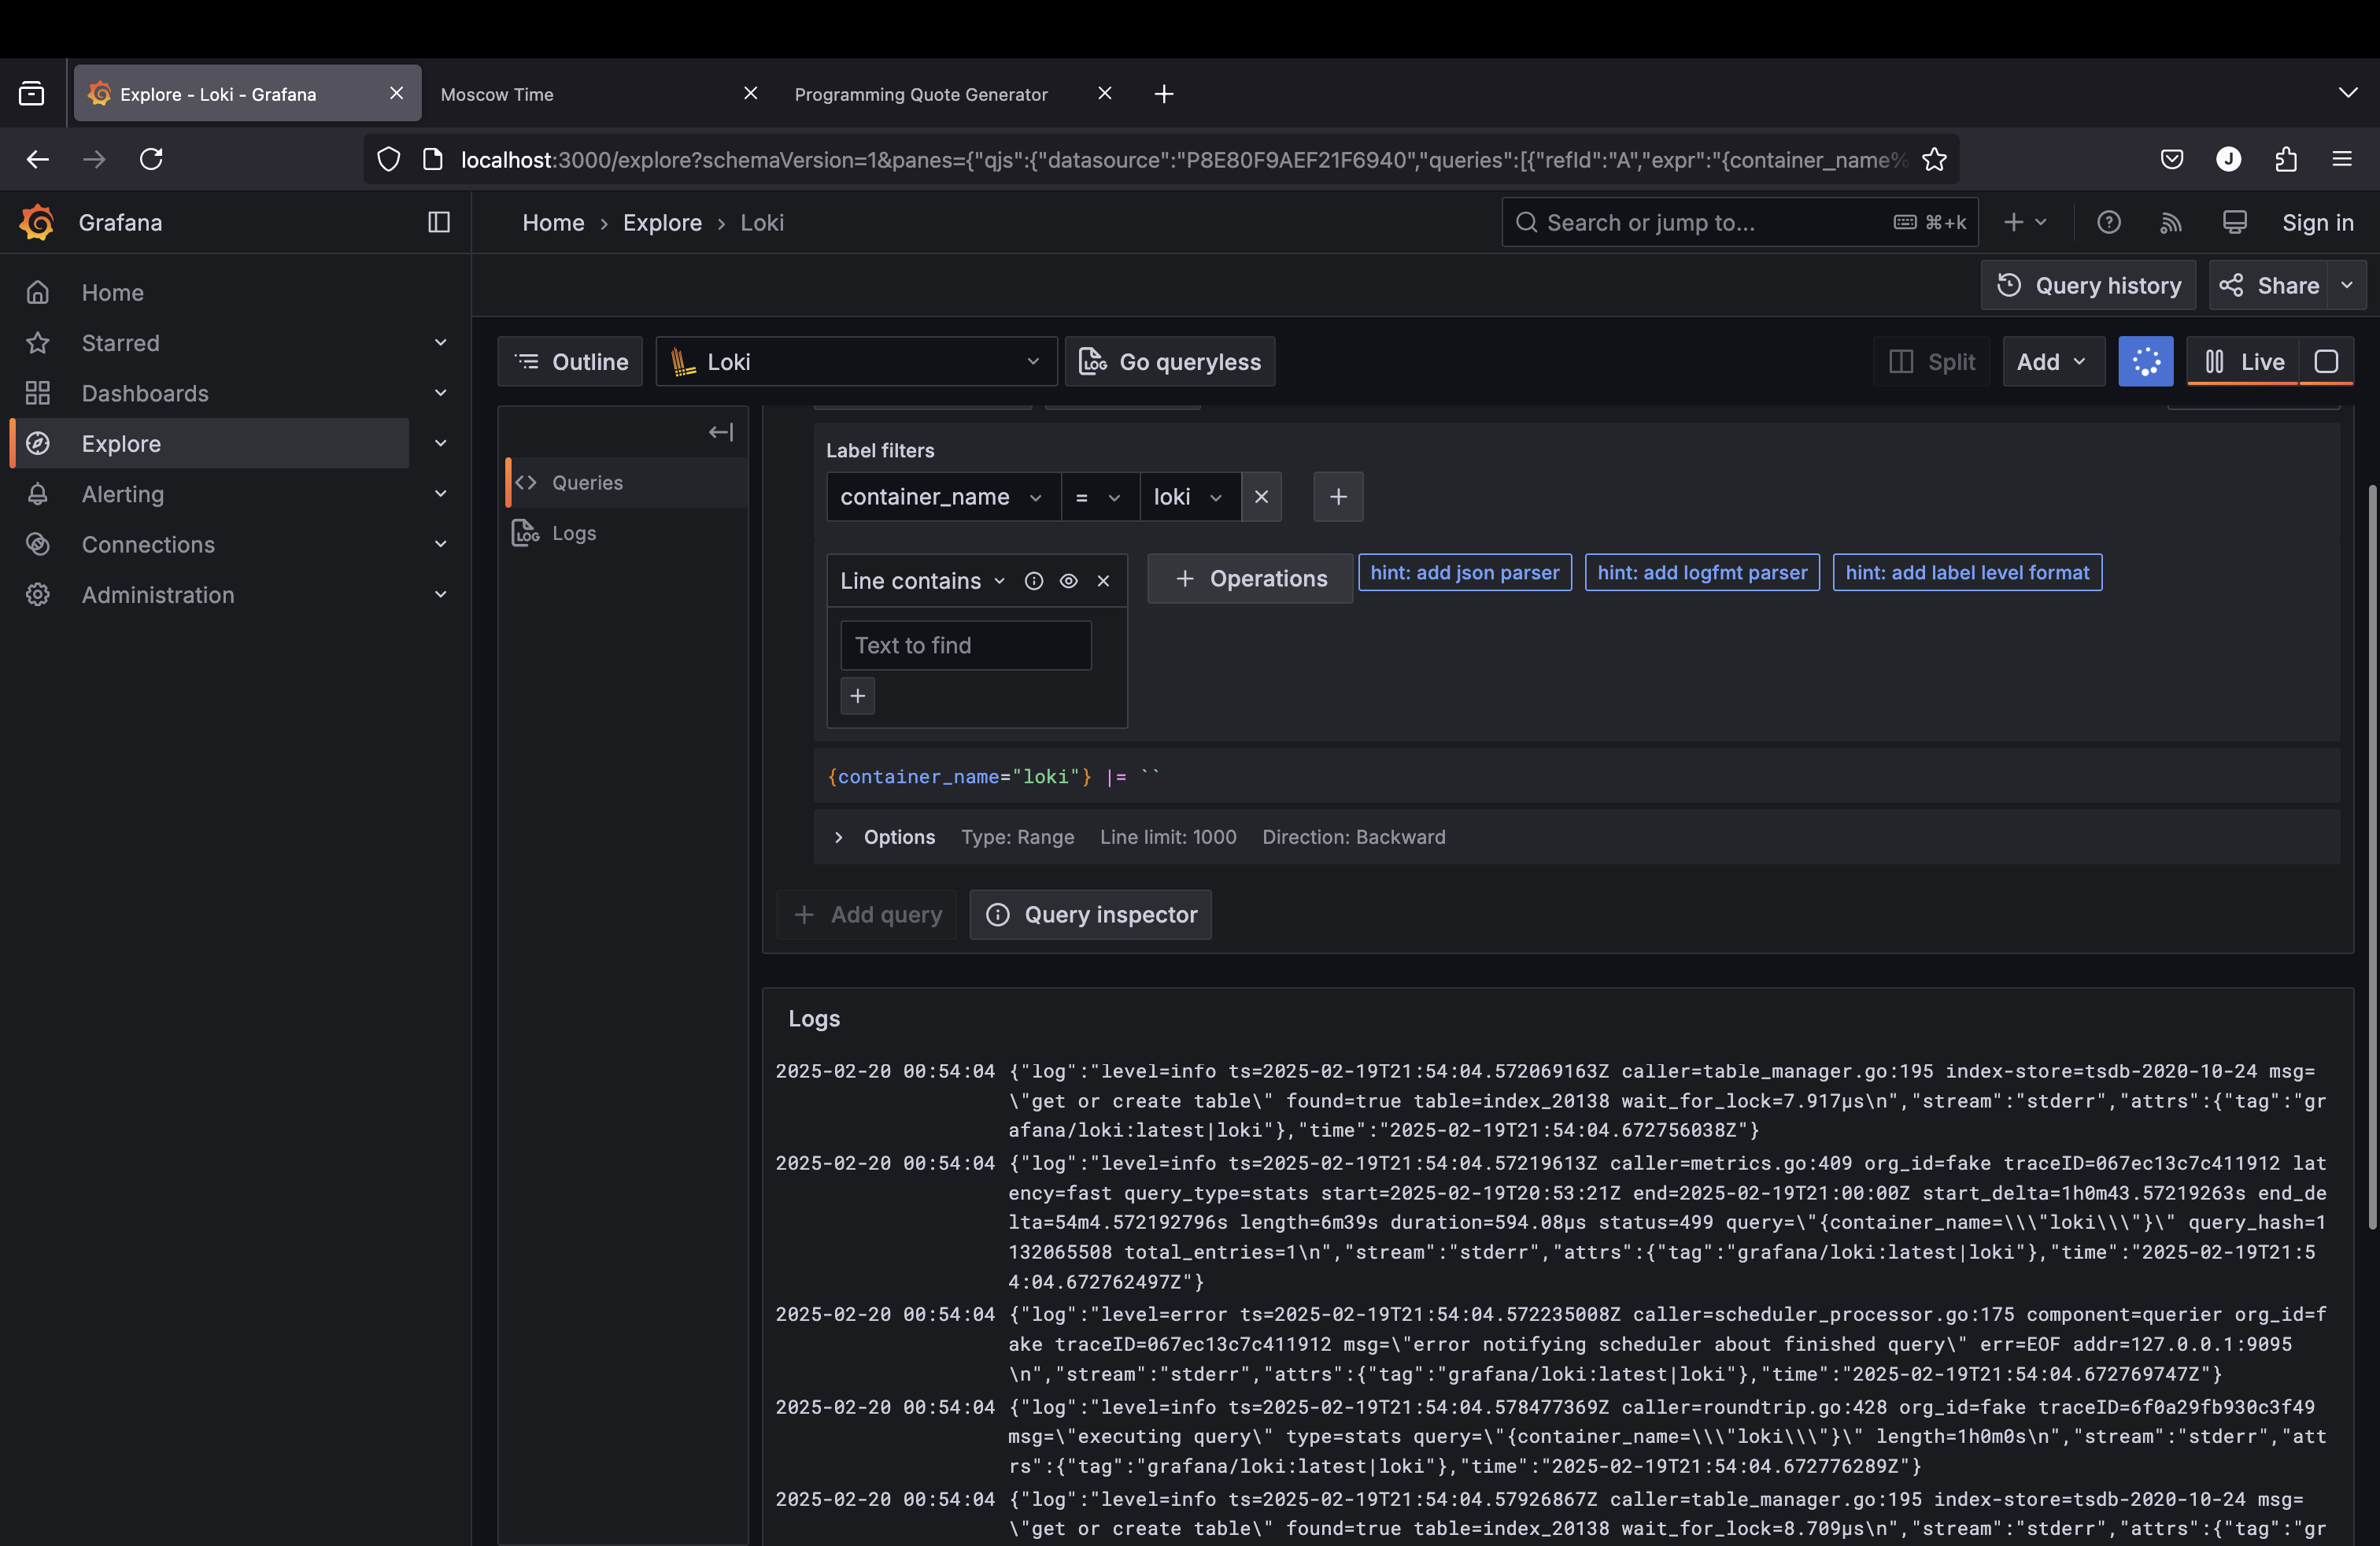 Explore - Loki - Grafana
Moscow Time
Programming Quote Generator
localhost:3000/explore?schemaVersion=1&panes={"qjs":{"datasource":"P8E80F9AEF21F6940","queries":[{"refId":"A","expr":"{container_name%
J
Grafana
Home › Explore › Loki
Search or jump to...
⌘+k
Sign in
Query history
Share
Home
Starred
Dashboards
Explore
Alerting
Connections
Administration
Outline
Loki
Go queryless
Split
Add
Live
Queries
Logs
Label filters
container_name
=
loki
Line contains
Operations
hint: add json parser
hint: add logfmt parser
hint: add label level format
Text to find
{container_name="loki"} |= ``
Options Type: Range Line limit: 1000 Direction: Backward
Add query
Query inspector
Logs
2025-02-20 00:54:04 {"log":"level=info ts=2025-02-19T21:54:04.572069163Z caller=table_manager.go:195 index-store=tsdb-2020-10-24 msg=
\"get or create table\" found=true table=index_20138 wait_for_lock=7.917µs\n","stream":"stderr","attrs":{"tag":"gr
afana/loki:latest|loki"},"time":"2025-02-19T21:54:04.672756038Z"}
2025-02-20 00:54:04 {"log":"level=info ts=2025-02-19T21:54:04.57219613Z caller=metrics.go:409 org_id=fake traceID=067ec13c7c411912 lat
ency=fast query_type=stats start=2025-02-19T20:53:21Z end=2025-02-19T21:00:00Z start_delta=1h0m43.57219263s end_de
lta=54m4.572192796s length=6m39s duration=594.08µs status=499 query=\"{container_name=\\\"loki\\\"}\" query_hash=1
132065508 total_entries=1\n","stream":"stderr","attrs":{"tag":"grafana/loki:latest|loki"},"time":"2025-02-19T21:5
4:04.672762497Z"}
2025-02-20 00:54:04 {"log":"level=error ts=2025-02-19T21:54:04.572235008Z caller=scheduler_processor.go:175 component=querier org_id=f
ake traceID=067ec13c7c411912 msg=\"error notifying scheduler about finished query\" err=EOF addr=127.0.0.1:9095
\n","stream":"stderr","attrs":{"tag":"grafana/loki:latest|loki"},"time":"2025-02-19T21:54:04.672769747Z"}
2025-02-20 00:54:04 {"log":"level=info ts=2025-02-19T21:54:04.578477369Z caller=roundtrip.go:428 org_id=fake traceID=6f0a29fb930c3f49
msg=\"executing query\" type=stats query=\"{container_name=\\\"loki\\\"}\" length=1h0m0s\n","stream":"stderr","att
rs":{"tag":"grafana/loki:latest|loki"},"time":"2025-02-19T21:54:04.672776289Z"}
2025-02-20 00:54:04 {"log":"level=info ts=2025-02-19T21:54:04.57926867Z caller=table_manager.go:195 index-store=tsdb-2020-10-24 msg=
\"get or create table\" found=true table=index_20138 wait_for_lock=8.709µs\n","stream":"stderr","attrs":{"tag":"gr